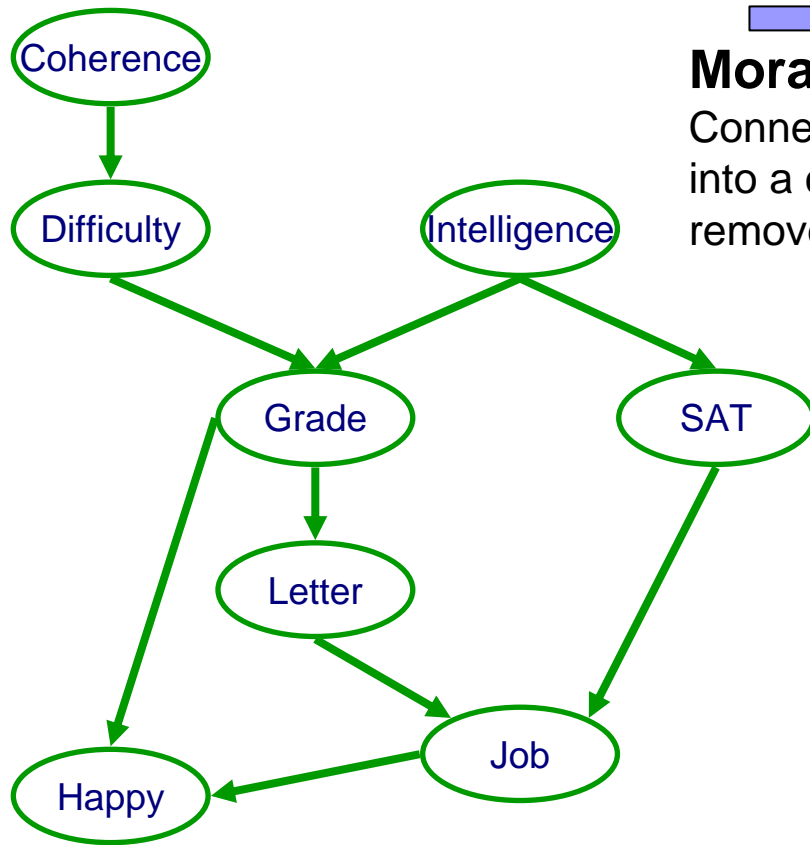 Coherence
Difficulty
Intelligence
Grade
SAT
Letter
Job
Happy
Mora
Conne
into a
remove